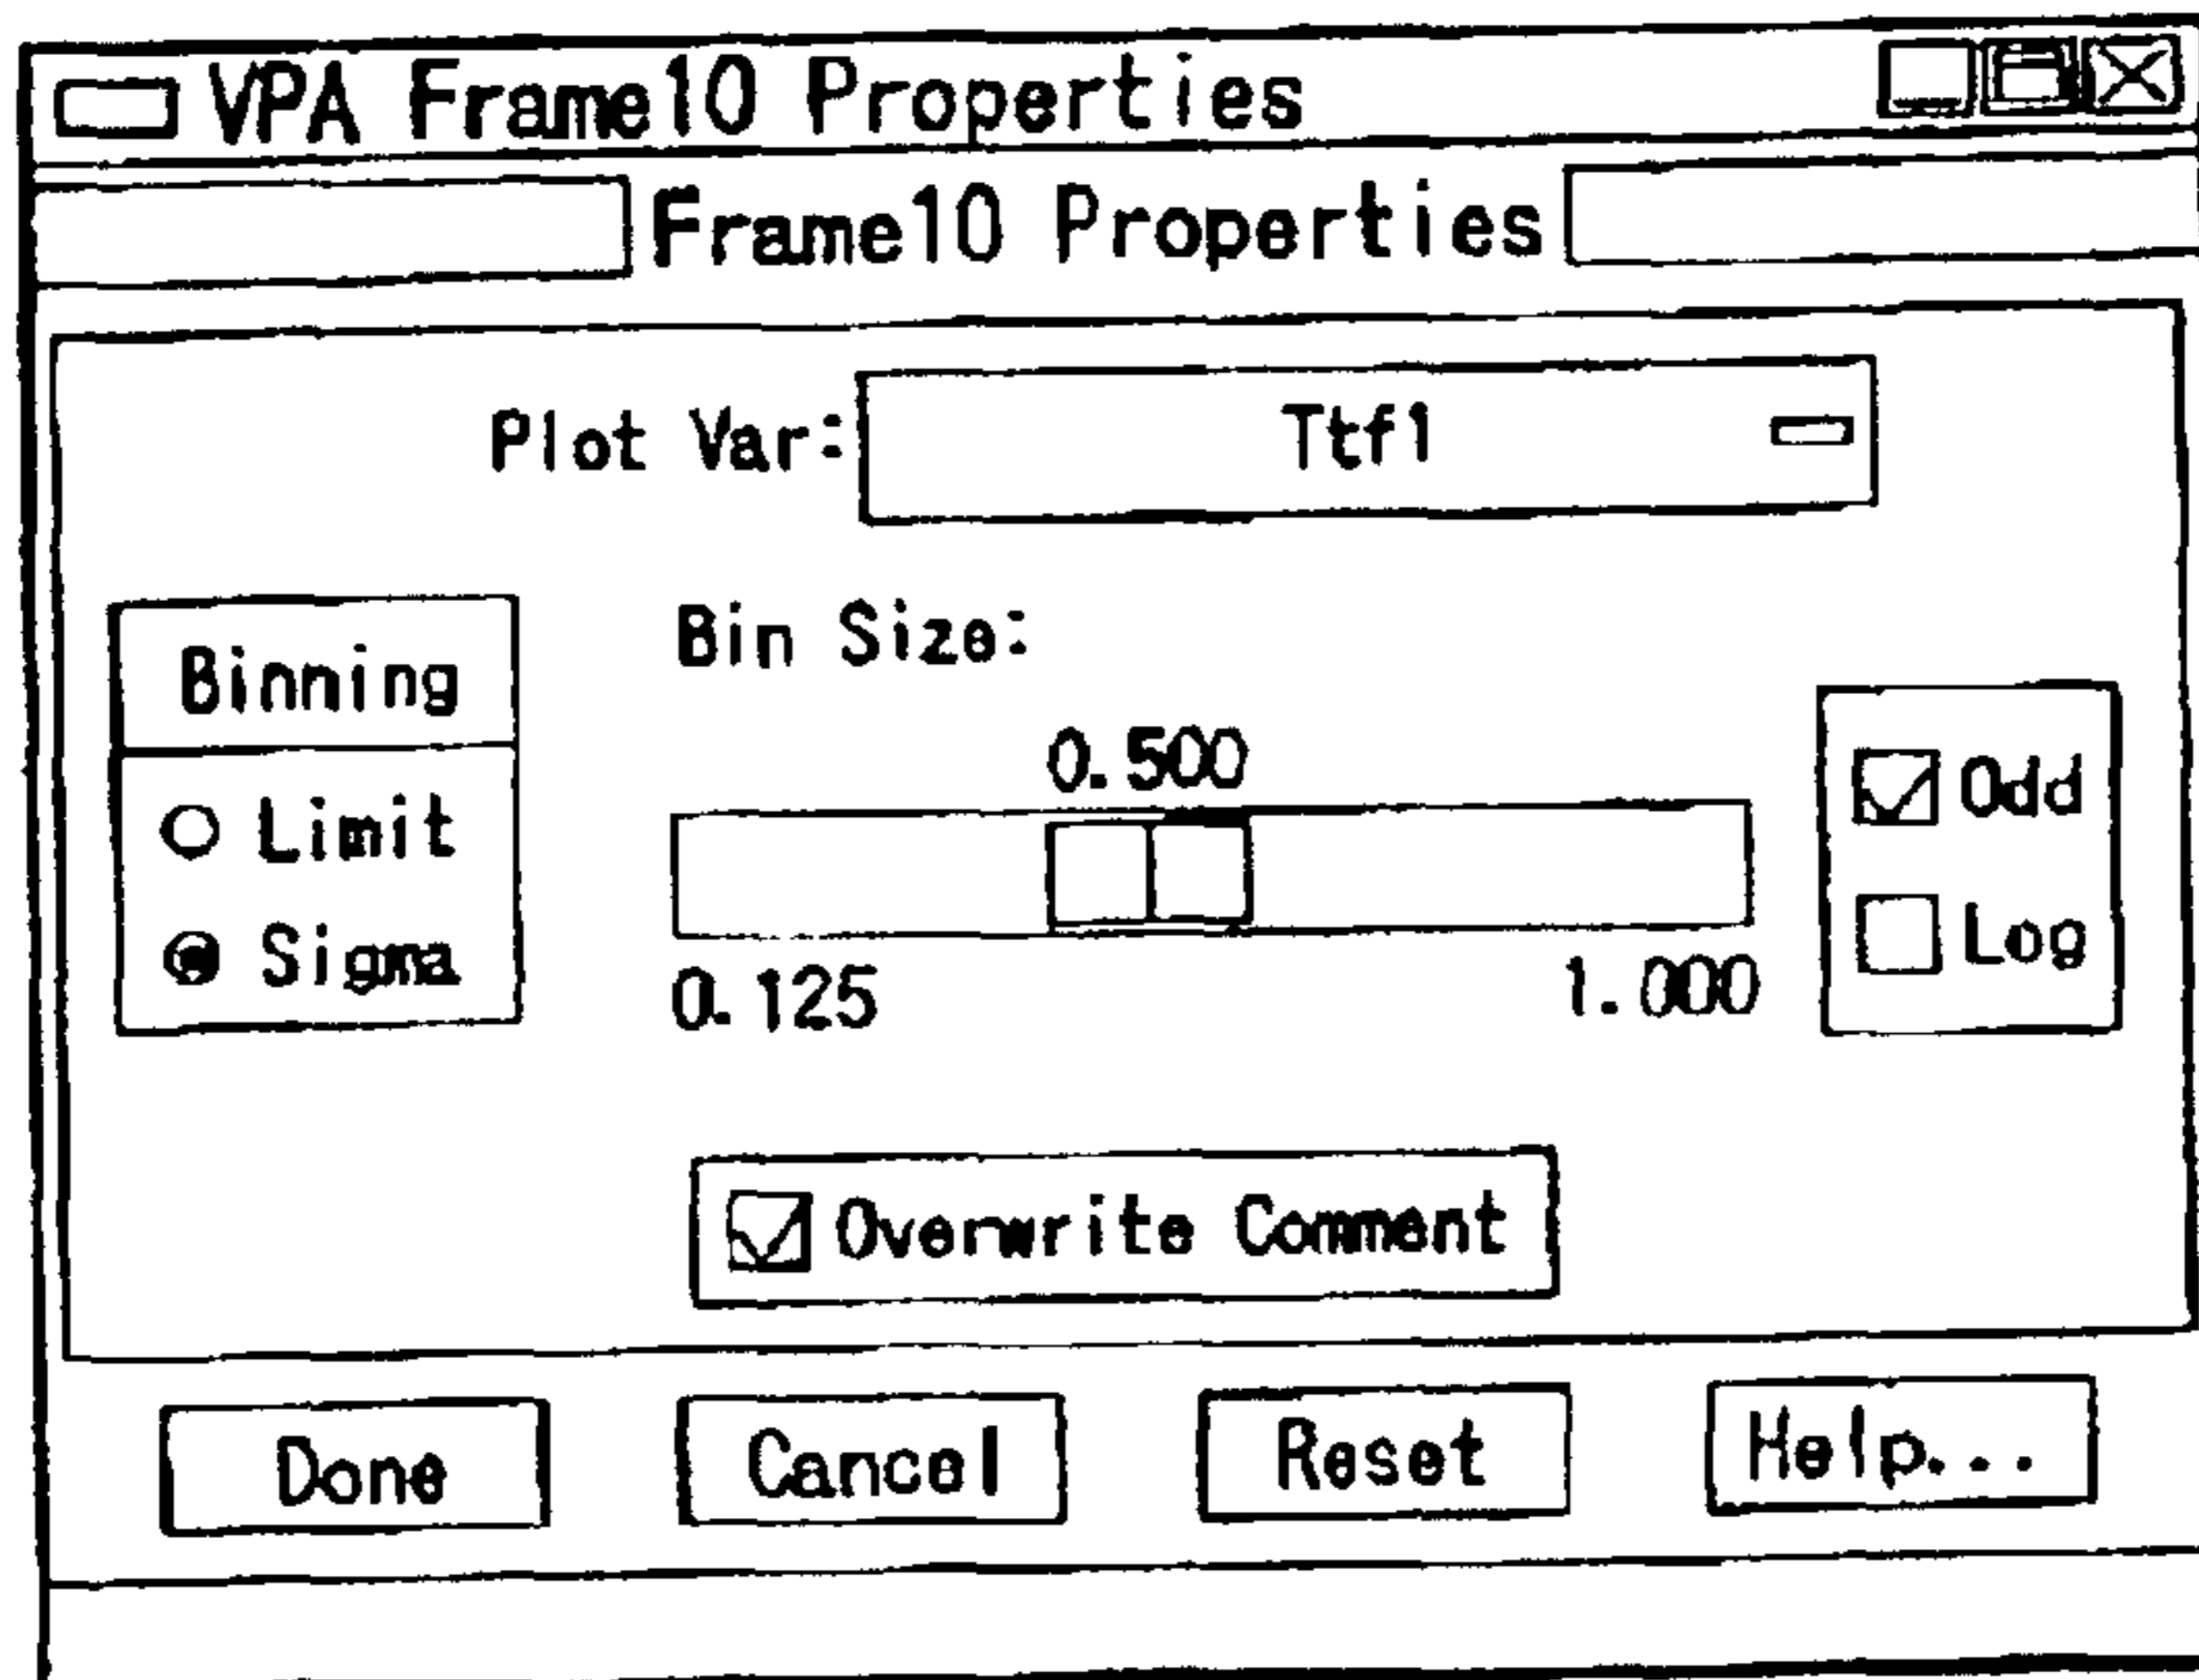 VPA Frame10 Properties
Frame10 Properties
Plot Var: Ttf1
Binning
Limit
Sigma
Bin Size:
0.500
0.125 1.000
Odd
Log
Overwrite Comment
Done Cancel Reset Help...